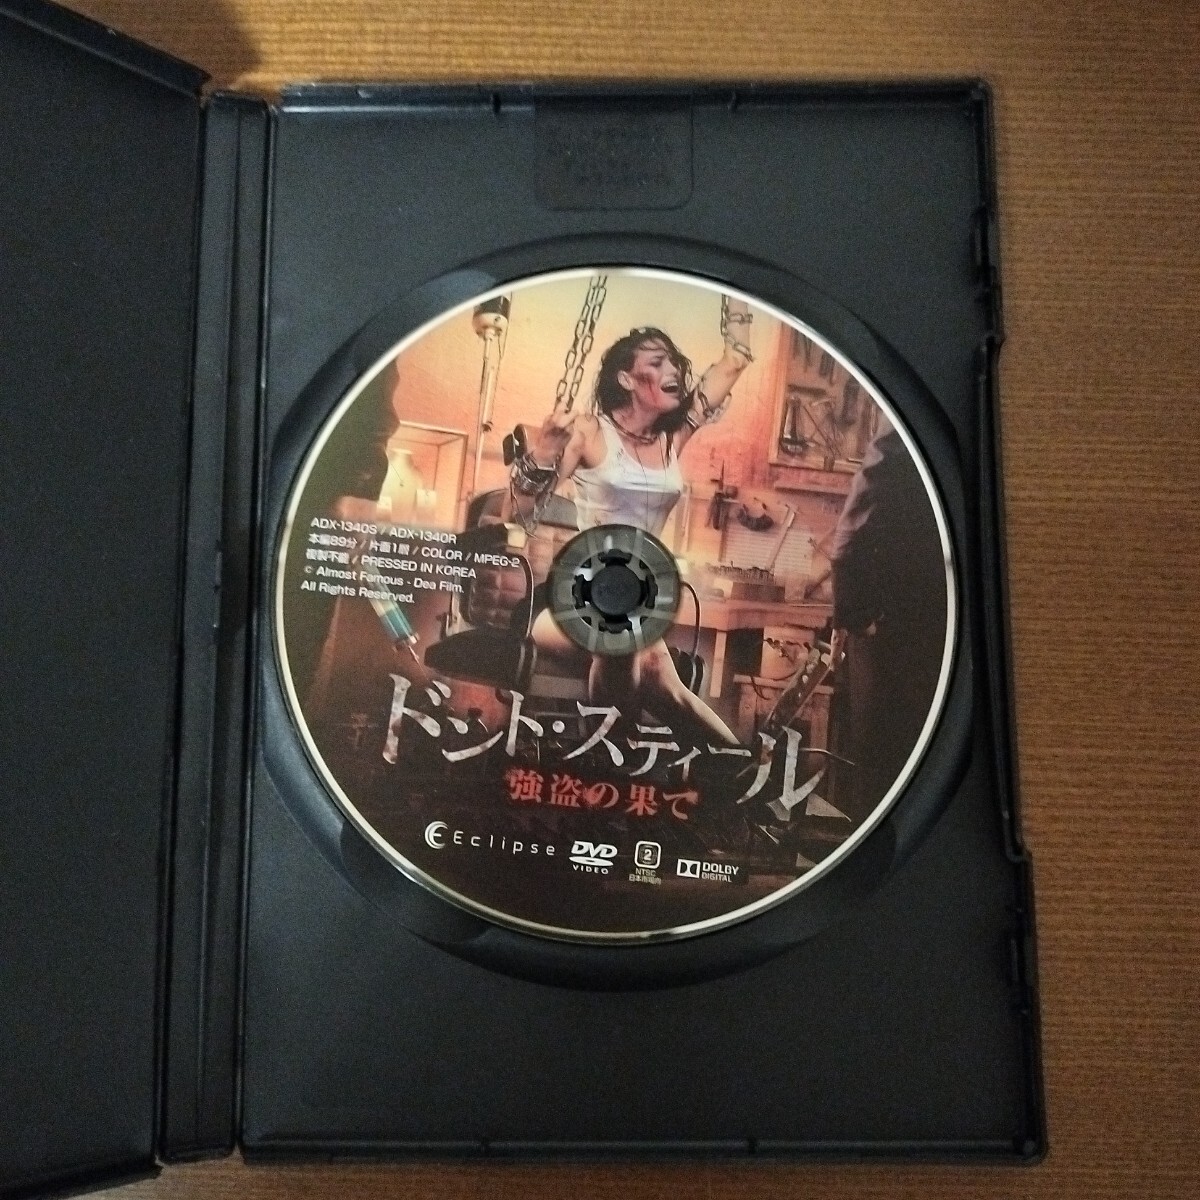 ADX-1340S / ADX-1340R
本編89分 / 片面1層 / COLOR / MPEG-2
複製不能 / PRESSED IN KOREA
© Almost Famous - Dea Film.
All Rights Reserved.
ドント・スティール
強盗の果て
Eclipse
DVD
VIDEO
2
NTSC
日本市場向
DOLBY
DIGITAL